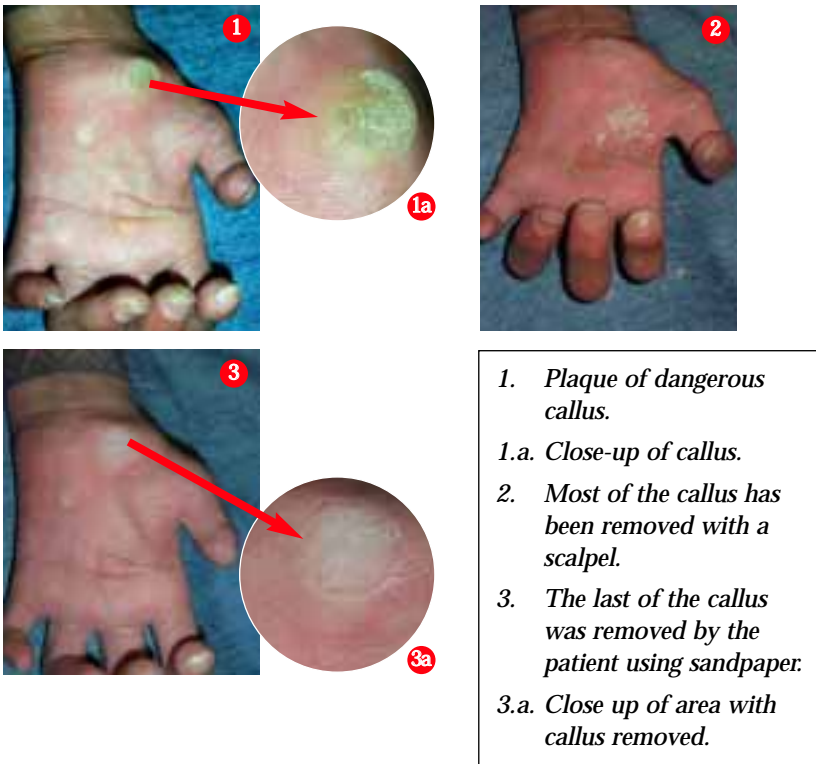 1
1a
2
3
3a
1. Plaque of dangerous
callus.
1.a. Close-up of callus.
2. Most of the callus has
been removed with a
scalpel.
3. The last of the callus
was removed by the
patient using sandpaper.
3.a. Close up of area with
callus removed.